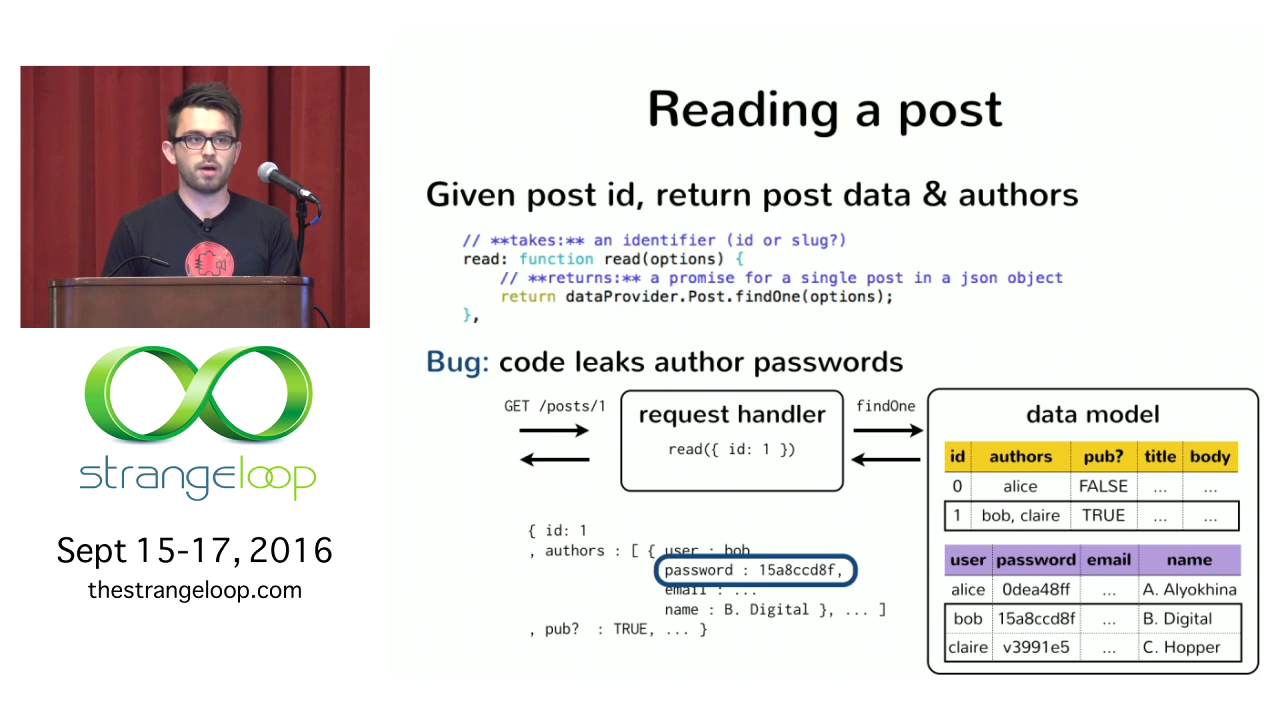 strangeloop
Sept 15-17, 2016
thestrangeloop.com
Reading a post
Given post id, return post data & authors
// **takes:** an identifier (id or slug?)
read: function read(options) {
// **returns:** a promise for a single post in a json object
return dataProvider.Post.findOne(options);
},
Bug: code leaks author passwords
GET /posts/1
request handler
read({ id: 1 })
findOne
data model
id authors pub? title body
0 alice FALSE ... ...
1 bob, claire TRUE ... ...
user password email name
alice 0dea48ff ... A. Alyokhina
bob 15a8ccd8f ... B. Digital
claire v3991e5 ... C. Hopper
{ id: 1
, authors : [ { user : bob
password : 15a8ccd8f,
email : ...
name : B. Digital }, ... ]
, pub? : TRUE, ... }